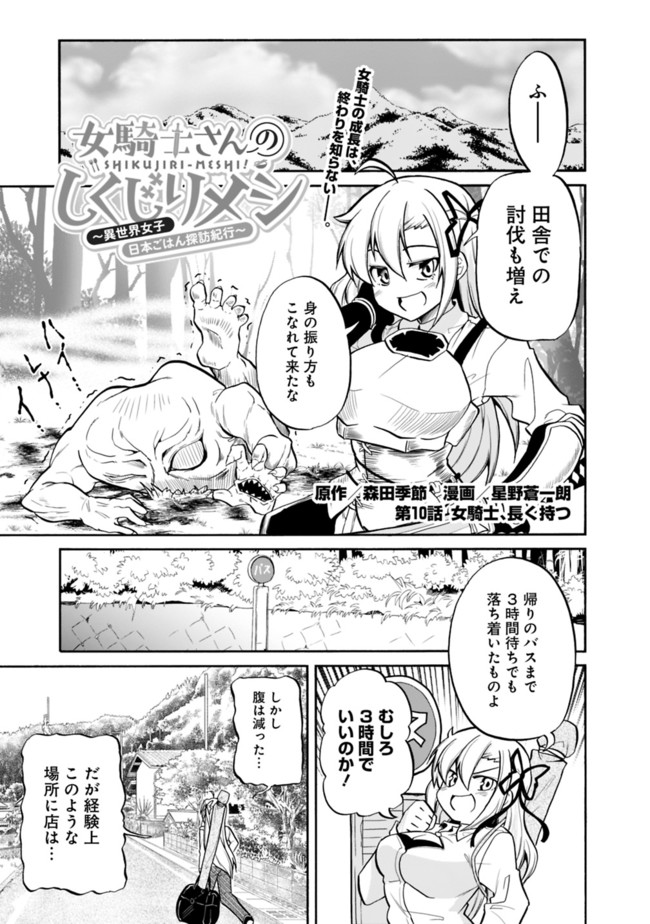 ふ──
田舎での
討伐も増え
女騎士の成長は、
終わりを知らない──。
女騎士さんの
SHIKUJIRI-MESHI!
しくじりメシ
～異世界女子
日本ごはん探訪紀行～
身の振り方も
こなれて来たな
ハーイ
原作 森田季節 漫画 星野蒼一朗
第10話 女騎士、長く持つ
バス
帰りのバスまで
3時間待ちでも
落ち着いたものよ
むしろ
3時間で
いいのか!
ス
しかし
腹は減った…
だが経験上
このような
場所に店は…